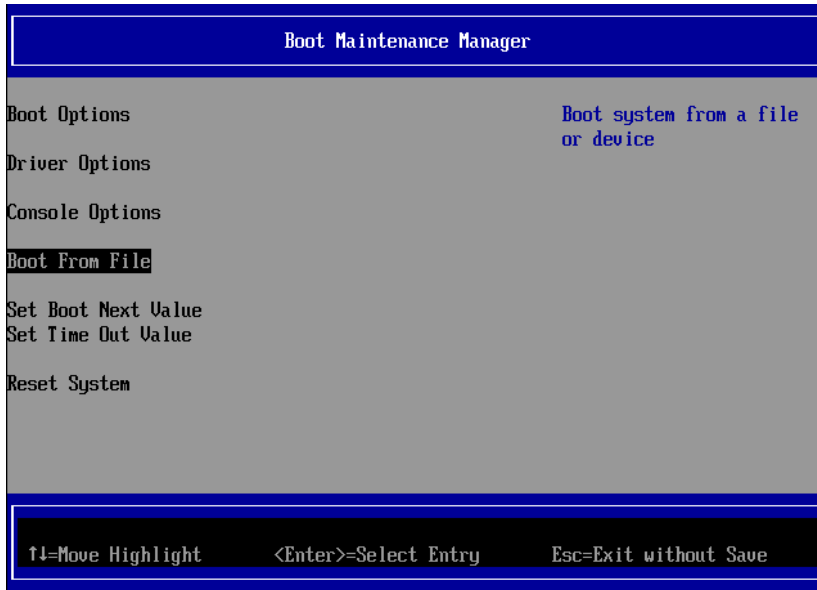 Boot Maintenance Manager
Boot Options
Boot system from a file
or device
Driver Options
Console Options
Boot From File
Set Boot Next Value
Set Time Out Value
Reset System
↑↓=Move Highlight <Enter>=Select Entry Esc=Exit without Save